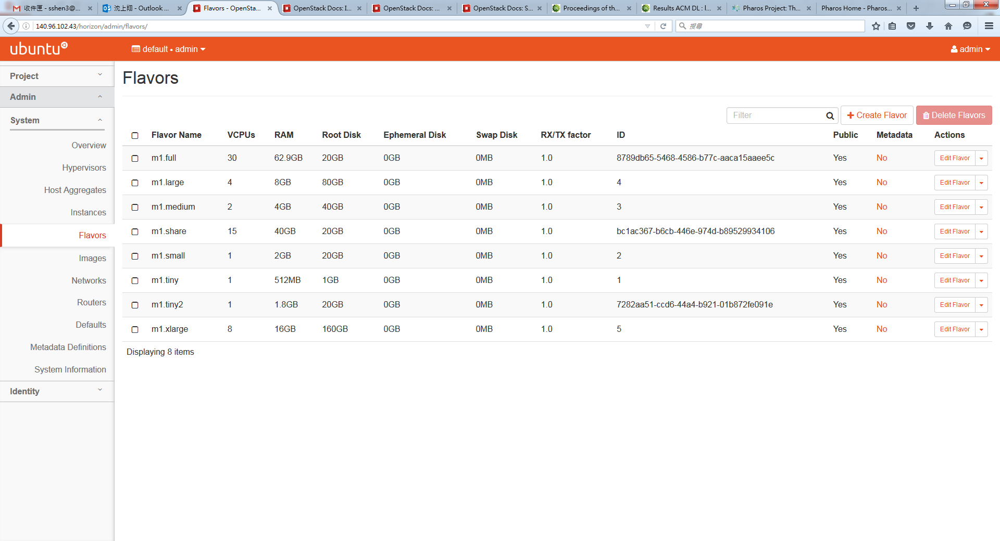 收件匣 - sshen3@...
沈上翔 - Outlook ...
Flavors - OpenSta...
OpenStack Docs: I...
OpenStack Docs: ...
OpenStack Docs: S...
Proceedings of th...
Results ACM DL : l...
Pharos Project: Th...
Pharos Home - Pharos...
140.96.102.43/horizon/admin/flavors/
搜尋
ubuntu
default • admin
admin
Project
Admin
System
Overview
Hypervisors
Host Aggregates
Instances
Flavors
Images
Networks
Routers
Defaults
Metadata Definitions
System Information
Identity
Flavors
Filter
Create Flavor
Delete Flavors
Flavor Name VCPUs RAM Root Disk Ephemeral Disk Swap Disk RX/TX factor ID Public Metadata Actions
m1.full 30 62.9GB 20GB 0GB 0MB 1.0 8789db65-5468-4586-b77c-aaca15aaee5c Yes No Edit Flavor
m1.large 4 8GB 80GB 0GB 0MB 1.0 4 Yes No Edit Flavor
m1.medium 2 4GB 40GB 0GB 0MB 1.0 3 Yes No Edit Flavor
m1.share 15 40GB 20GB 0GB 0MB 1.0 bc1ac367-b6cb-446e-974d-b89529934106 Yes No Edit Flavor
m1.small 1 2GB 20GB 0GB 0MB 1.0 2 Yes No Edit Flavor
m1.tiny 1 512MB 1GB 0GB 0MB 1.0 1 Yes No Edit Flavor
m1.tiny2 1 1.8GB 20GB 0GB 0MB 1.0 7282aa51-ccd6-44a4-b921-01b872fe091e Yes No Edit Flavor
m1.xlarge 8 16GB 160GB 0GB 0MB 1.0 5 Yes No Edit Flavor
Displaying 8 items